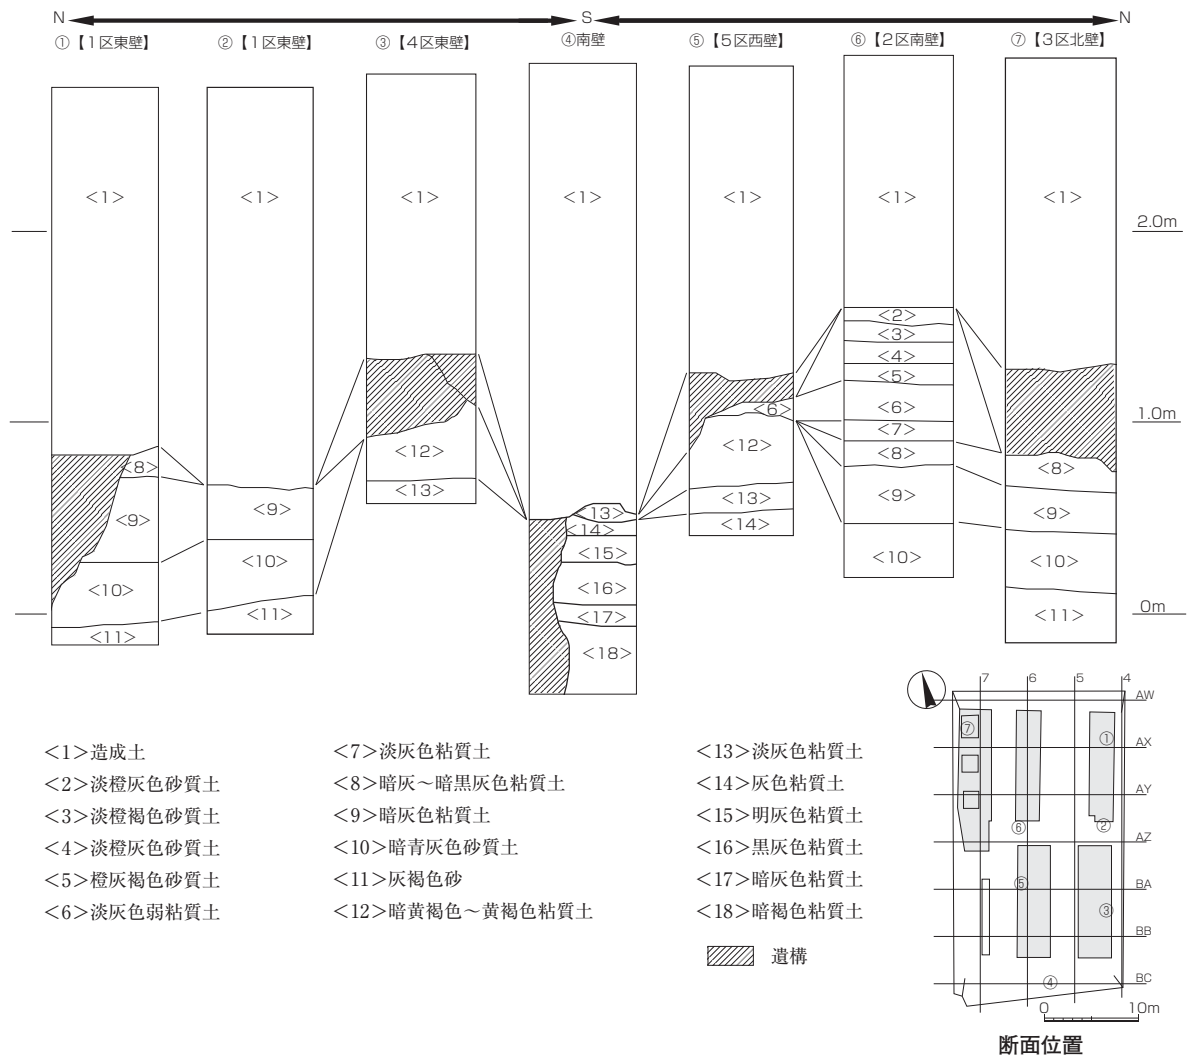 N S N
①【1区東壁】 ②【1区東壁】 ③【4区東壁】 ④南壁 ⑤【5区西壁】 ⑥【2区南壁】 ⑦【3区北壁】
<1> <1> <1> <1> <1> <1> <1>
2.0m
<2>
<3>
<4>
<5>
<6> <6>
1.0m
<7>
<12> <12> <8>
<8> <8>
<13> <13> <9>
<9> <9> <13> <14> <9>
<14>
<15>
<10> <10> <16> <10> <10>
<11> <11> <17> <11>
0m
<18>
<1>造成土
<2>淡橙灰色砂質土
<3>淡橙褐色砂質土
<4>淡橙灰色砂質土
<5>橙灰褐色砂質土
<6>淡灰色弱粘質土
<7>淡灰色粘質土
<8>暗灰~暗黒灰色粘質土
<9>暗灰色粘質土
<10>暗青灰色砂質土
<11>灰褐色砂
<12>暗黄褐色~黄褐色粘質土
<13>淡灰色粘質土
<14>灰色粘質土
<15>明灰色粘質土
<16>黒灰色粘質土
<17>暗灰色粘質土
<18>暗褐色粘質土
遺構
7 6 5 4
AW
⑦ ①
AX
AY
⑥ ②
AZ
⑤
BA
③
BB
④
BC
0 10m
断面位置